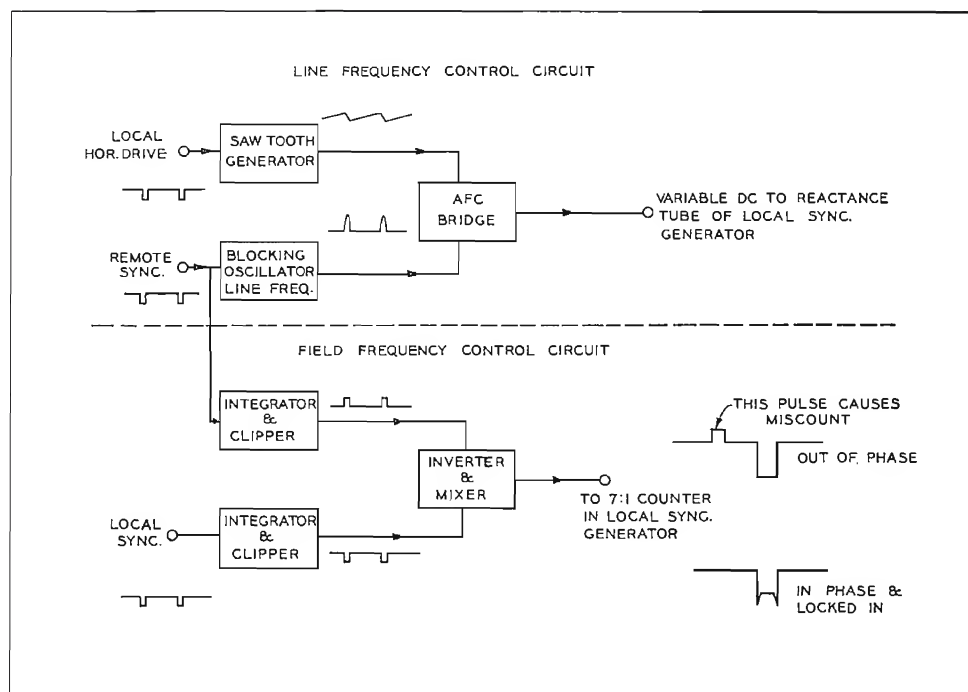 LINE FREQUENCY CONTROL CIRCUIT
LOCAL
HOR. DRIVE
SAW TOOTH
GENERATOR
AFC
BRIDGE
VARIABLE DC TO REACTANCE
TUBE OF LOCAL SYNC.
GENERATOR
REMOTE
SYNC.
BLOCKING
OSCILLATOR
LINE FREQ.
FIELD FREQUENCY CONTROL CIRCUIT
INTEGRATOR
&
CLIPPER
INVERTER
&
MIXER
TO 7:1 COUNTER
IN LOCAL SYNC.
GENERATOR
LOCAL
SYNC.
INTEGRATOR
&
CLIPPER
THIS PULSE CAUSES
MISCOUNT
OUT OF, PHASE
IN PHASE &
LOCKED IN